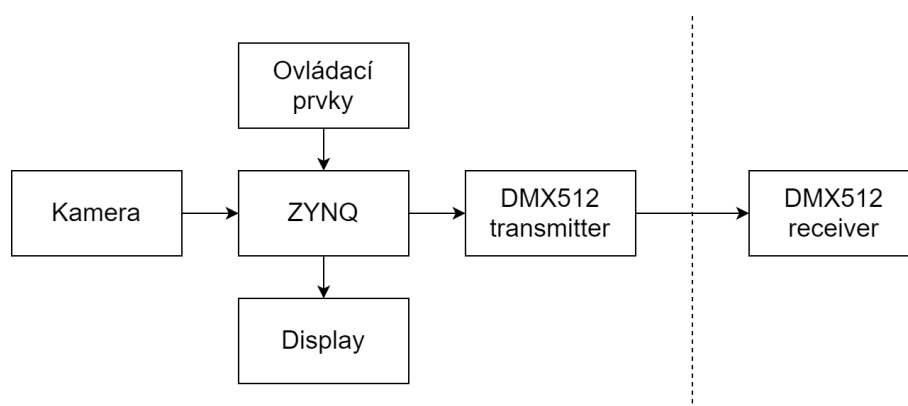 Ovládací
prvky
Kamera
ZYNQ
DMX512
transmitter
DMX512
receiver
Display